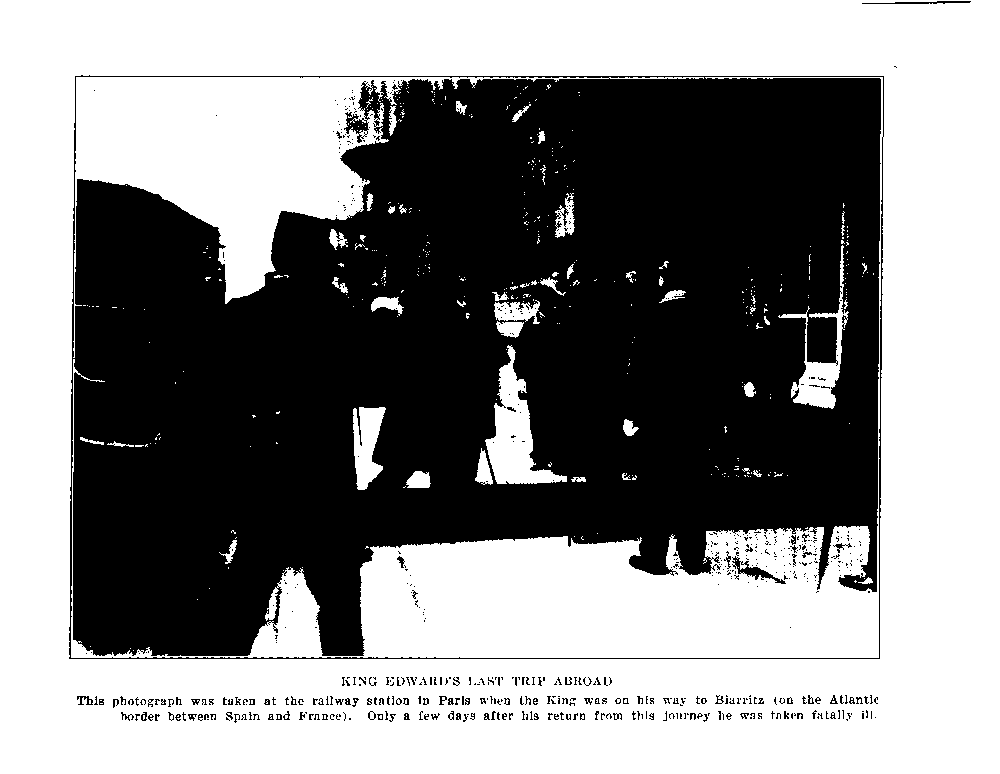 KING EDWARD'S LAST TRIP ABROAD
This photograph was taken at the railway station in Paris when the King was on his way to Biarritz (on the Atlantic
border between Spain and France). Only a few days after his return from this journey he was taken fatally ill.